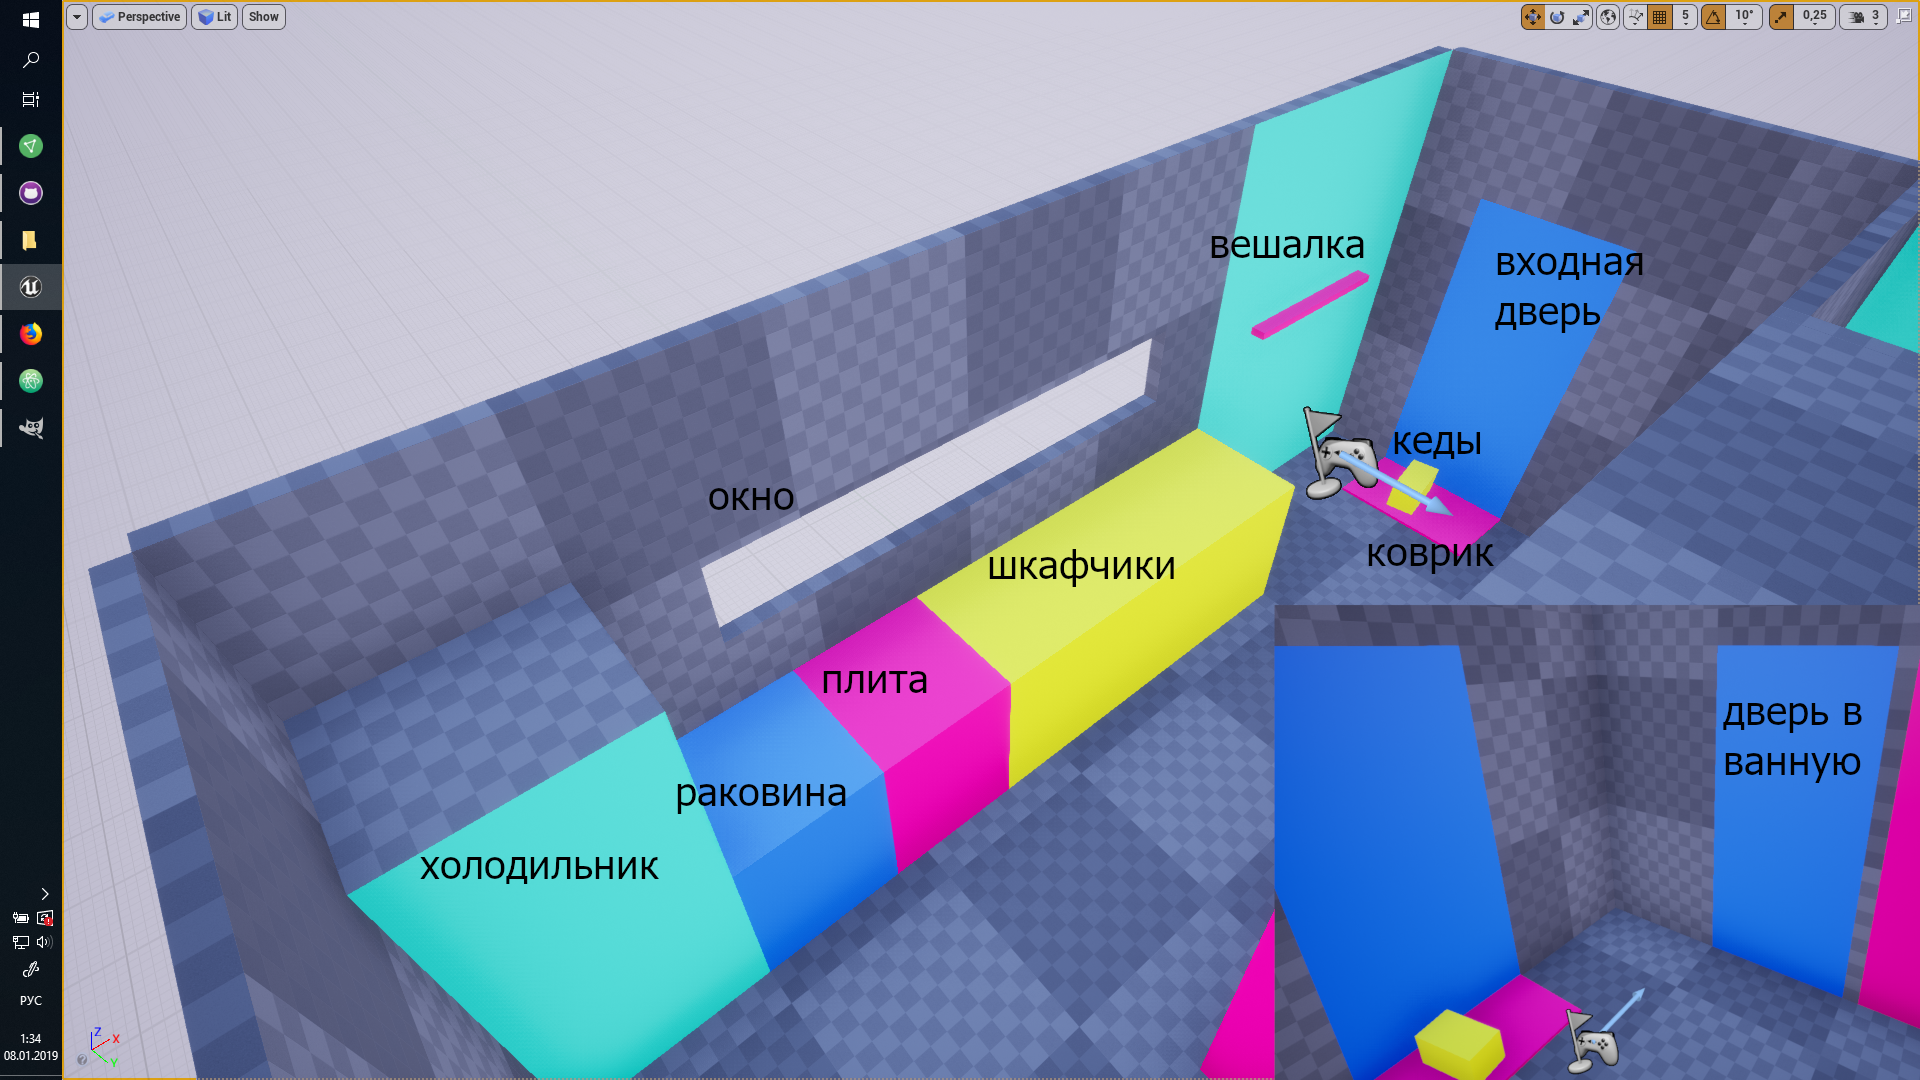 Perspective
Lit
Show
5
10°
0,25
3
вешалка
входная
дверь
кеды
окно
коврик
шкафчики
плита
дверь в
ванную
раковина
холодильник
РУС
1:34
08.01.2019
Z
X
Y